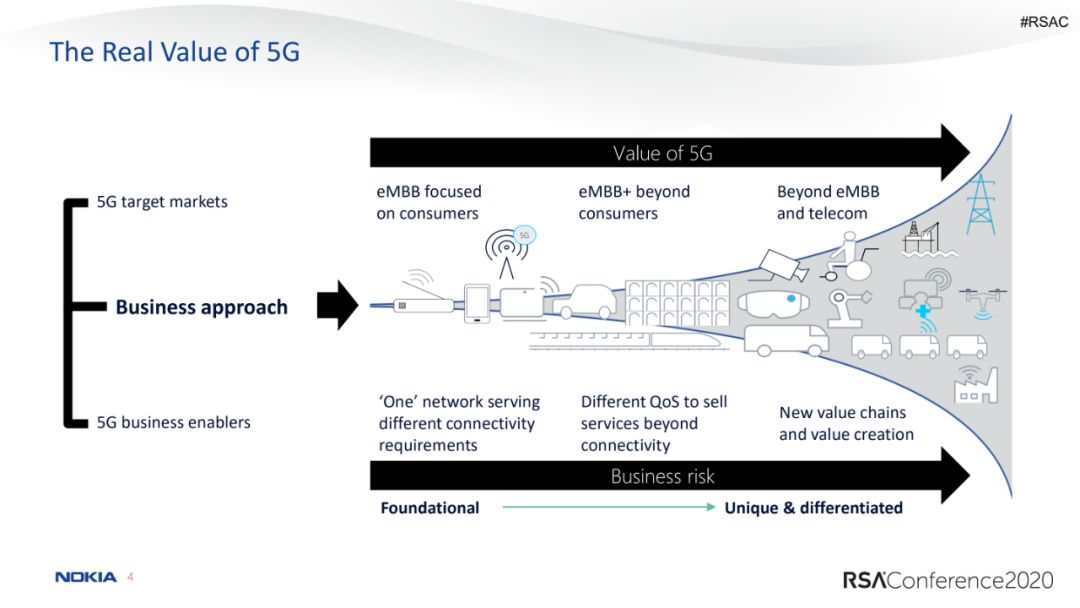 #RSAC
The Real Value of 5G
Value of 5G
5G target markets
eMBB focused
on consumers
eMBB+ beyond
consumers
Beyond eMBB
and telecom
5G
Business approach
5G business enablers
‘One’ network serving
different connectivity
requirements
Different QoS to sell
services beyond
connectivity
New value chains
and value creation
Business risk
Foundational
Unique & differentiated
NOKIA 4
RSAConference2020